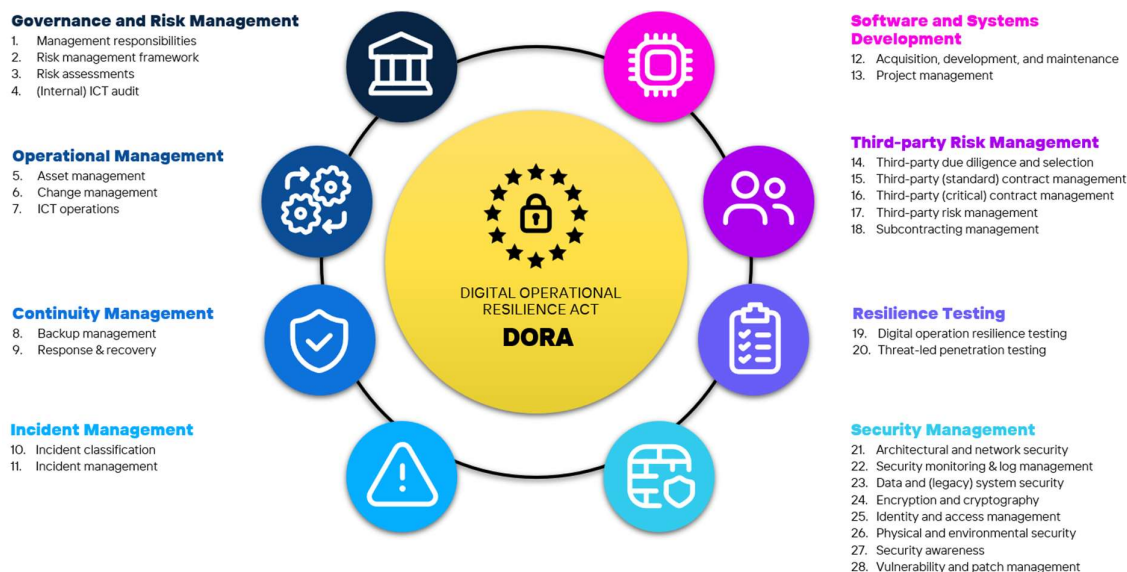 Governance and Risk Management
1. Management responsibilities
2. Risk management framework
3. Risk assessments
4. (Internal) ICT audit
Operational Management
5. Asset management
6. Change management
7. ICT operations
Continuity Management
8. Backup management
9. Response & recovery
Incident Management
10. Incident classification
11. Incident management
DIGITAL OPERATIONAL
RESILIENCE ACT
DORA
Software and Systems
Development
12. Acquisition, development, and maintenance
13. Project management
Third-party Risk Management
14. Third-party due diligence and selection
15. Third-party (standard) contract management
16. Third-party (critical) contract management
17. Third-party risk management
18. Subcontracting management
Resilience Testing
19. Digital operation resilience testing
20. Threat-led penetration testing
Security Management
21. Architectural and network security
22. Security monitoring & log management
23. Data and (legacy) system security
24. Encryption and cryptography
25. Identity and access management
26. Physical and environmental security
27. Security awareness
28. Vulnerability and patch management